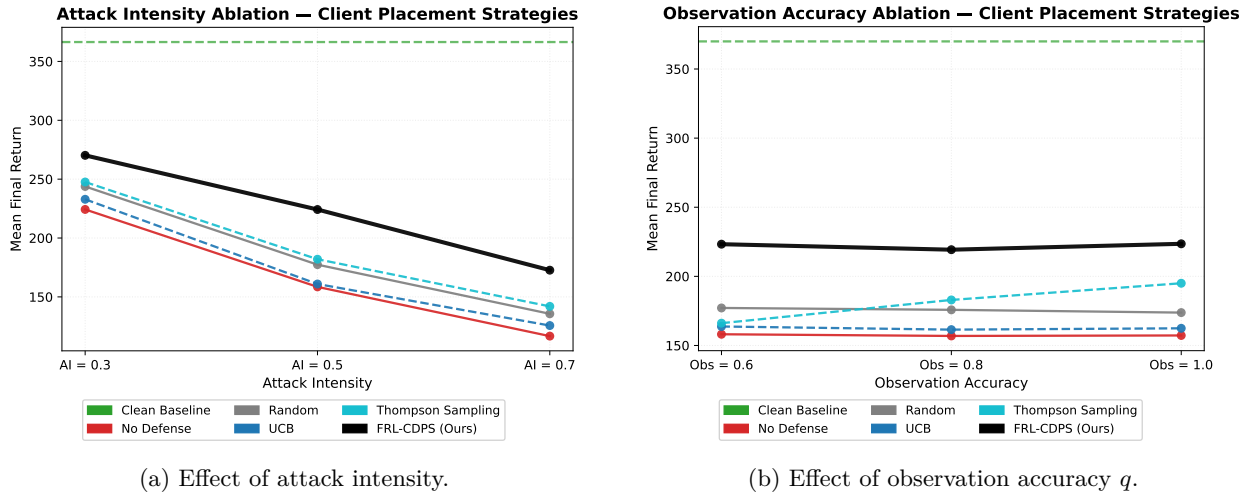 Attack Intensity Ablation — Client Placement Strategies
Mean Final Return
350
300
250
200
150
AI = 0.3
AI = 0.5
AI = 0.7
Attack Intensity
Clean Baseline
Random
Thompson Sampling
No Defense
UCB
FRL-CDPS (Ours)
(a) Effect of attack intensity.
Observation Accuracy Ablation — Client Placement Strategies
Mean Final Return
350
300
250
200
150
Obs = 0.6
Obs = 0.8
Obs = 1.0
Observation Accuracy
Clean Baseline
Random
Thompson Sampling
No Defense
UCB
FRL-CDPS (Ours)
(b) Effect of observation accuracy q.